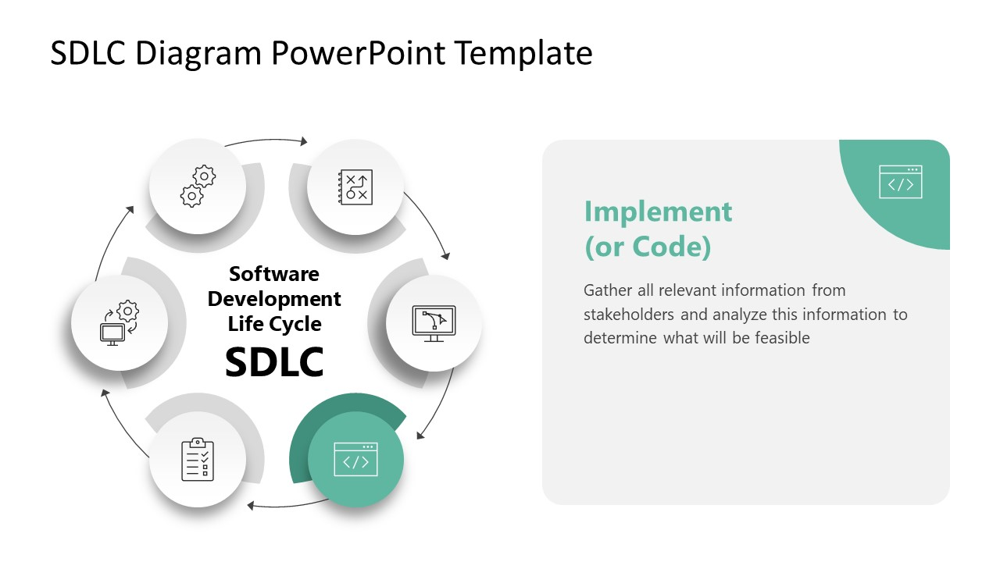 SDLC Diagram PowerPoint Template
Software
Development
Life Cycle
SDLC
Implement
(or Code)
Gather all relevant information from
stakeholders and analyze this information to
determine what will be feasible